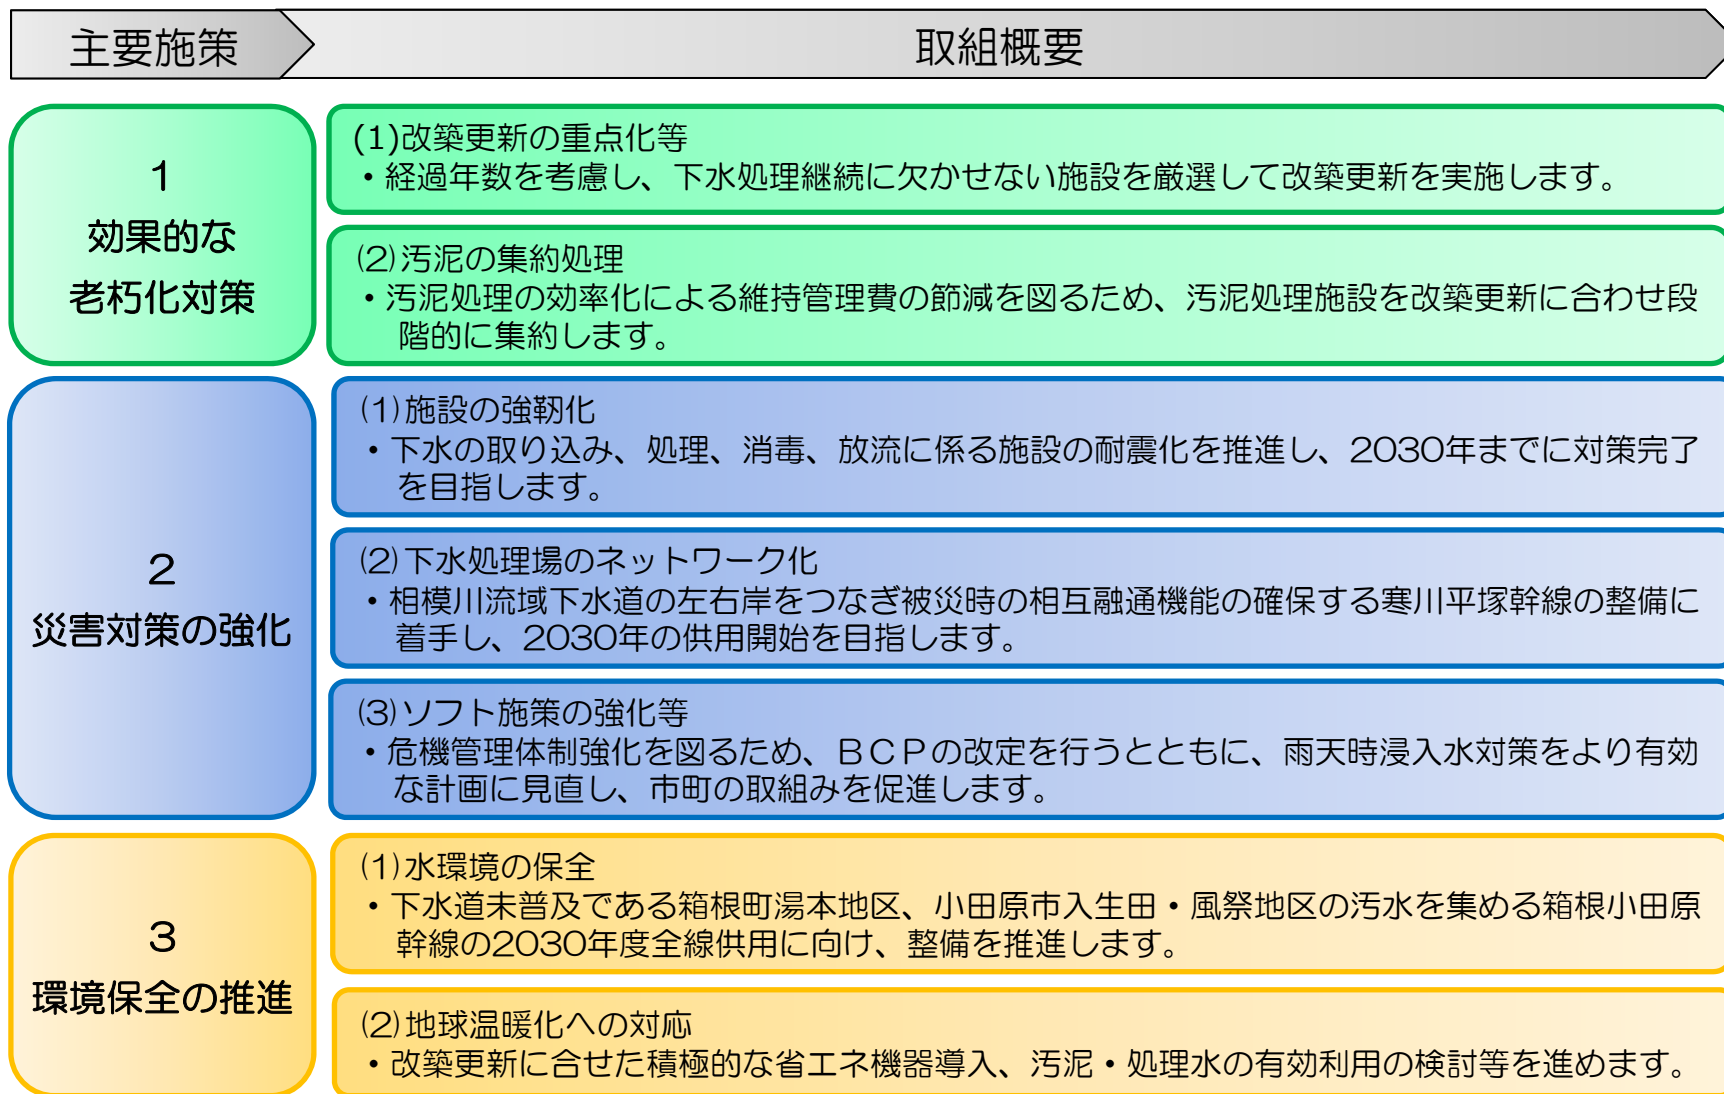 主要施策
取組概要
1
効果的な
老朽化対策
(1)改築更新の重点化等
・経過年数を考慮し、下水処理継続に欠かせない施設を厳選して改築更新を実施します。
(2)汚泥の集約処理
・汚泥処理の効率化による維持管理費の節減を図るため、汚泥処理施設を改築更新に合わせ段
階的に集約します。
2
災害対策の強化
(1)施設の強靭化
・下水の取り込み、処理、消毒、放流に係る施設の耐震化を推進し、2030年までに対策完了
を目指します。
(2)下水処理場のネットワーク化
・相模川流域下水道の左右岸をつなぎ被災時の相互融通機能の確保する寒川平塚幹線の整備に
着手し、2030年の供用開始を目指します。
(3)ソフト施策の強化等
・危機管理体制強化を図るため、ＢＣＰの改定を行うとともに、雨天時浸入水対策をより有効
な計画に見直し、市町の取組みを促進します。
3
環境保全の推進
(1)水環境の保全
・下水道未普及である箱根町湯本地区、小田原市入生田・風祭地区の汚水を集める箱根小田原
幹線の2030年度全線供用に向け、整備を推進します。
(2)地球温暖化への対応
・改築更新に合せた積極的な省エネ機器導入、汚泥・処理水の有効利用の検討等を進めます。